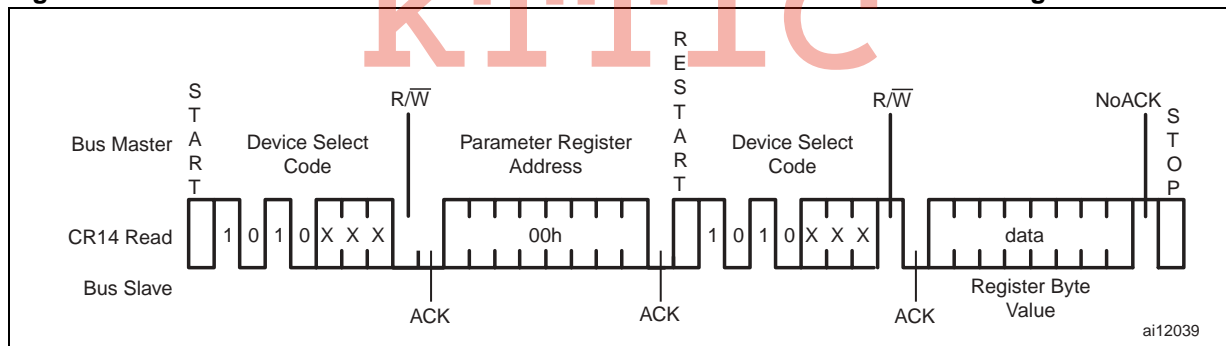 KTTIC
START
R/W̅
RESTART
R/W̅
NoACK
STOP
Bus Master
Device Select
Code
Parameter Register
Address
Device Select
Code
CR14 Read
1 0 1 0 X X X
00h
1 0 1 0 X X X
data
Bus Slave
ACK
ACK
ACK
Register Byte
Value
ai12039